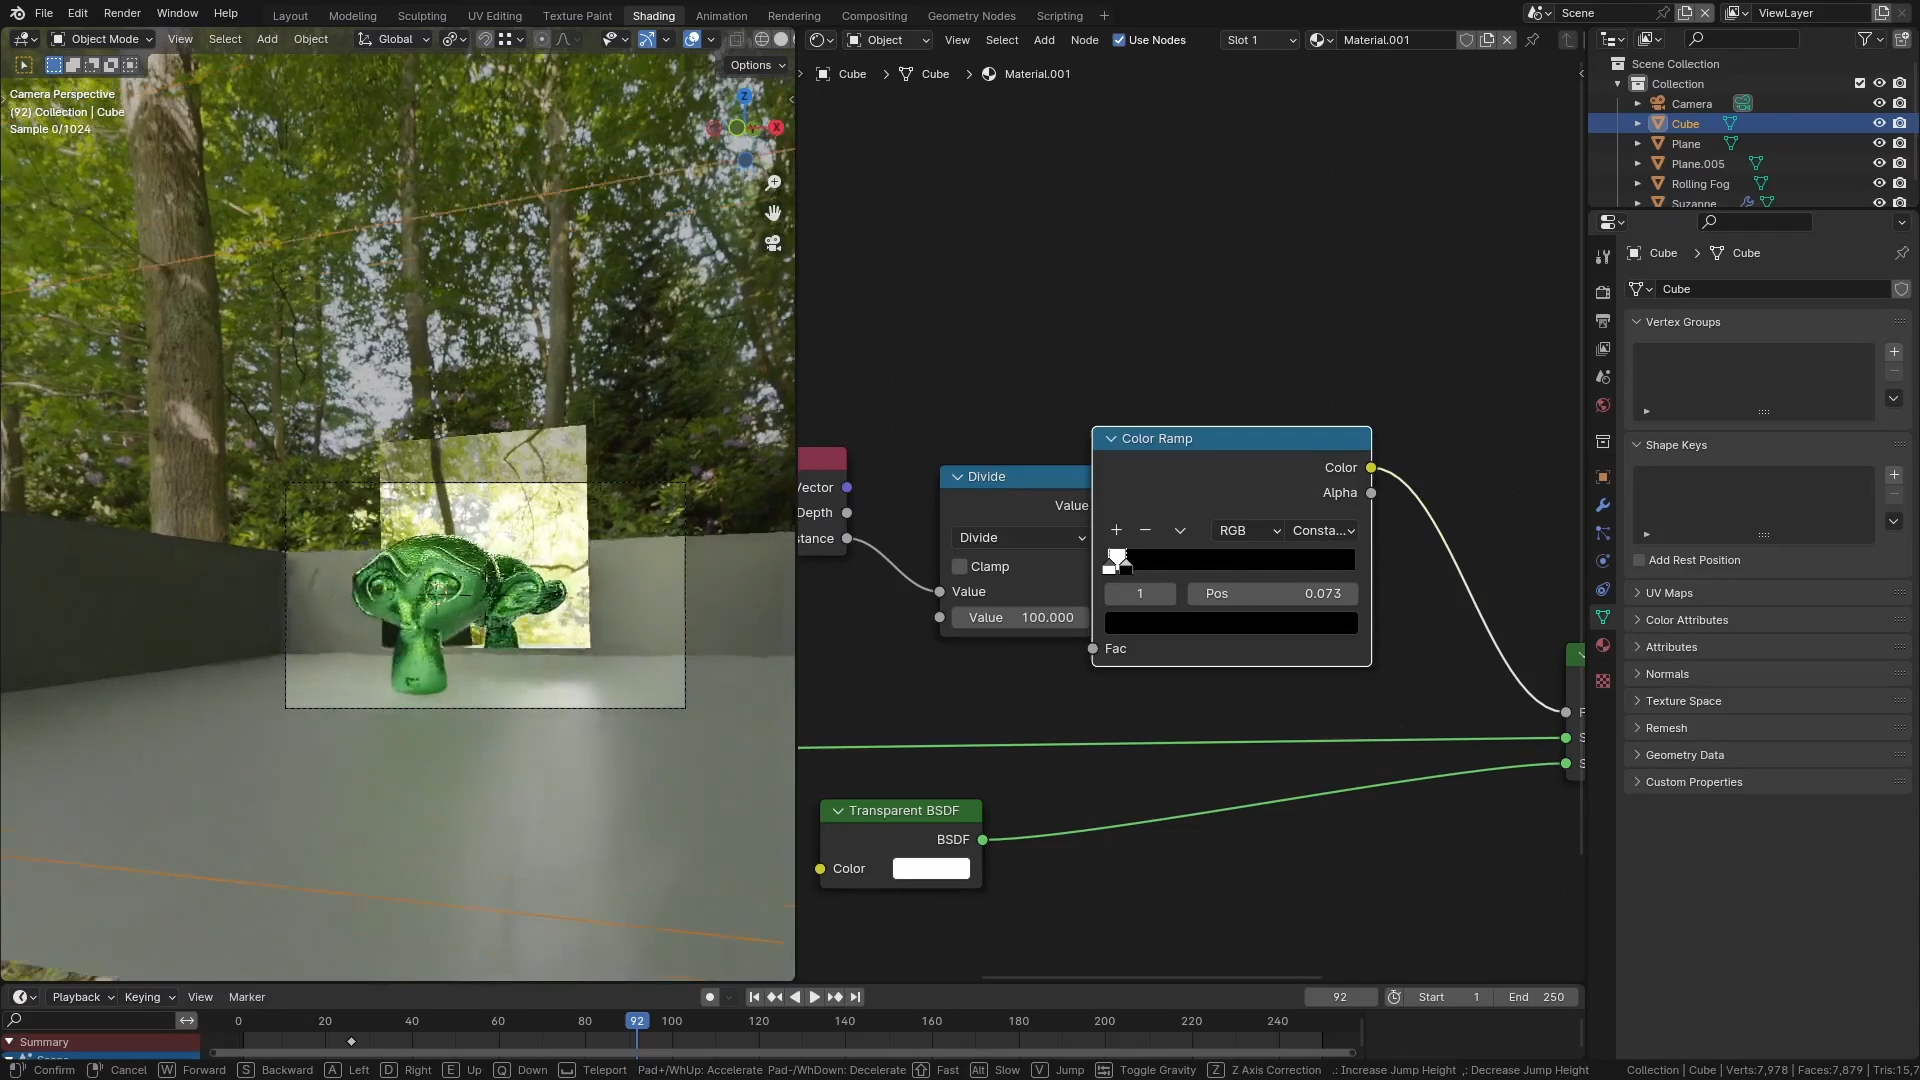 File Edit Render Window Help Layout Modeling Sculpting UV Editing Texture Paint Shading Animation Rendering Compositing Geometry Nodes Scripting + Scene ViewLayer
Object Mode View Select Add Object Global Object View Select Add Node Use Nodes Slot 1 Material.001
Options
Cube > Cube > Material.001
Camera Perspective
(92) Collection | Cube
Sample 0/1024
Z
X
Scene Collection
Collection
Camera
Cube
Plane
Plane.005
Rolling Fog
Suzanne
Cube > Cube
Cube
Vertex Groups
Shape Keys
Add Rest Position
UV Maps
Color Attributes
Attributes
Normals
Texture Space
Remesh
Geometry Data
Custom Properties
Vector
Depth
stance
Divide
Value
Divide
Clamp
Value
Value 100.000
Color Ramp
Color
Alpha
RGB Consta...
1 Pos 0.073
Fac
F
S
S
Transparent BSDF
BSDF
Color
Playback Keying View Marker 92 Start 1 End 250
0 20 40 60 80 92 100 120 140 160 180 200 220 240
Summary
Confirm Cancel W Forward S Backward A Left D Right E Up Q Down Teleport Pad+/WhUp: Accelerate Pad-/WhDown: Decelerate Fast Alt Slow V Jump Toggle Gravity Z Z Axis Correction .: Increase Jump Height ,: Decrease Jump Height Collection | Cube | Verts:7,978 | Faces:7,879 | Tris:15,7